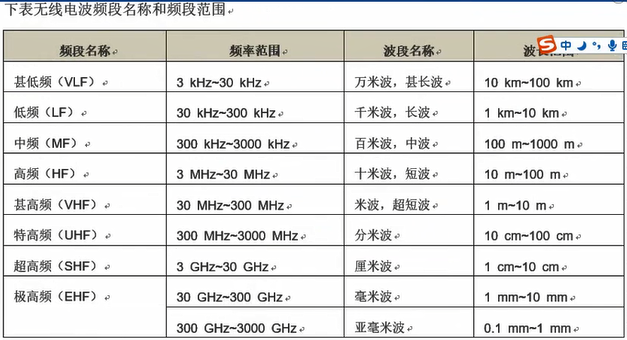 下表无线电波频段名称和频段范围
频段名称 频率范围 波段名称
中
甚低频（VLF） 3 kHz~30 kHz 万米波，甚长波 10 km~100 km
低频（LF） 30 kHz~300 kHz 千米波，长波 1 km~10 km
中频（MF） 300 kHz~3000 kHz 百米波，中波 100 m~1000 m
高频（HF） 3 MHz~30 MHz 十米波，短波 10 m~100 m
甚高频（VHF） 30 MHz~300 MHz 米波，超短波 1 m~10 m
特高频（UHF） 300 MHz~3000 MHz 分米波 10 cm~100 cm
超高频（SHF） 3 GHz~30 GHz 厘米波 1 cm~10 cm
极高频（EHF） 30 GHz~300 GHz 毫米波 1 mm~10 mm
300 GHz~3000 GHz 亚毫米波 0.1 mm~1 mm